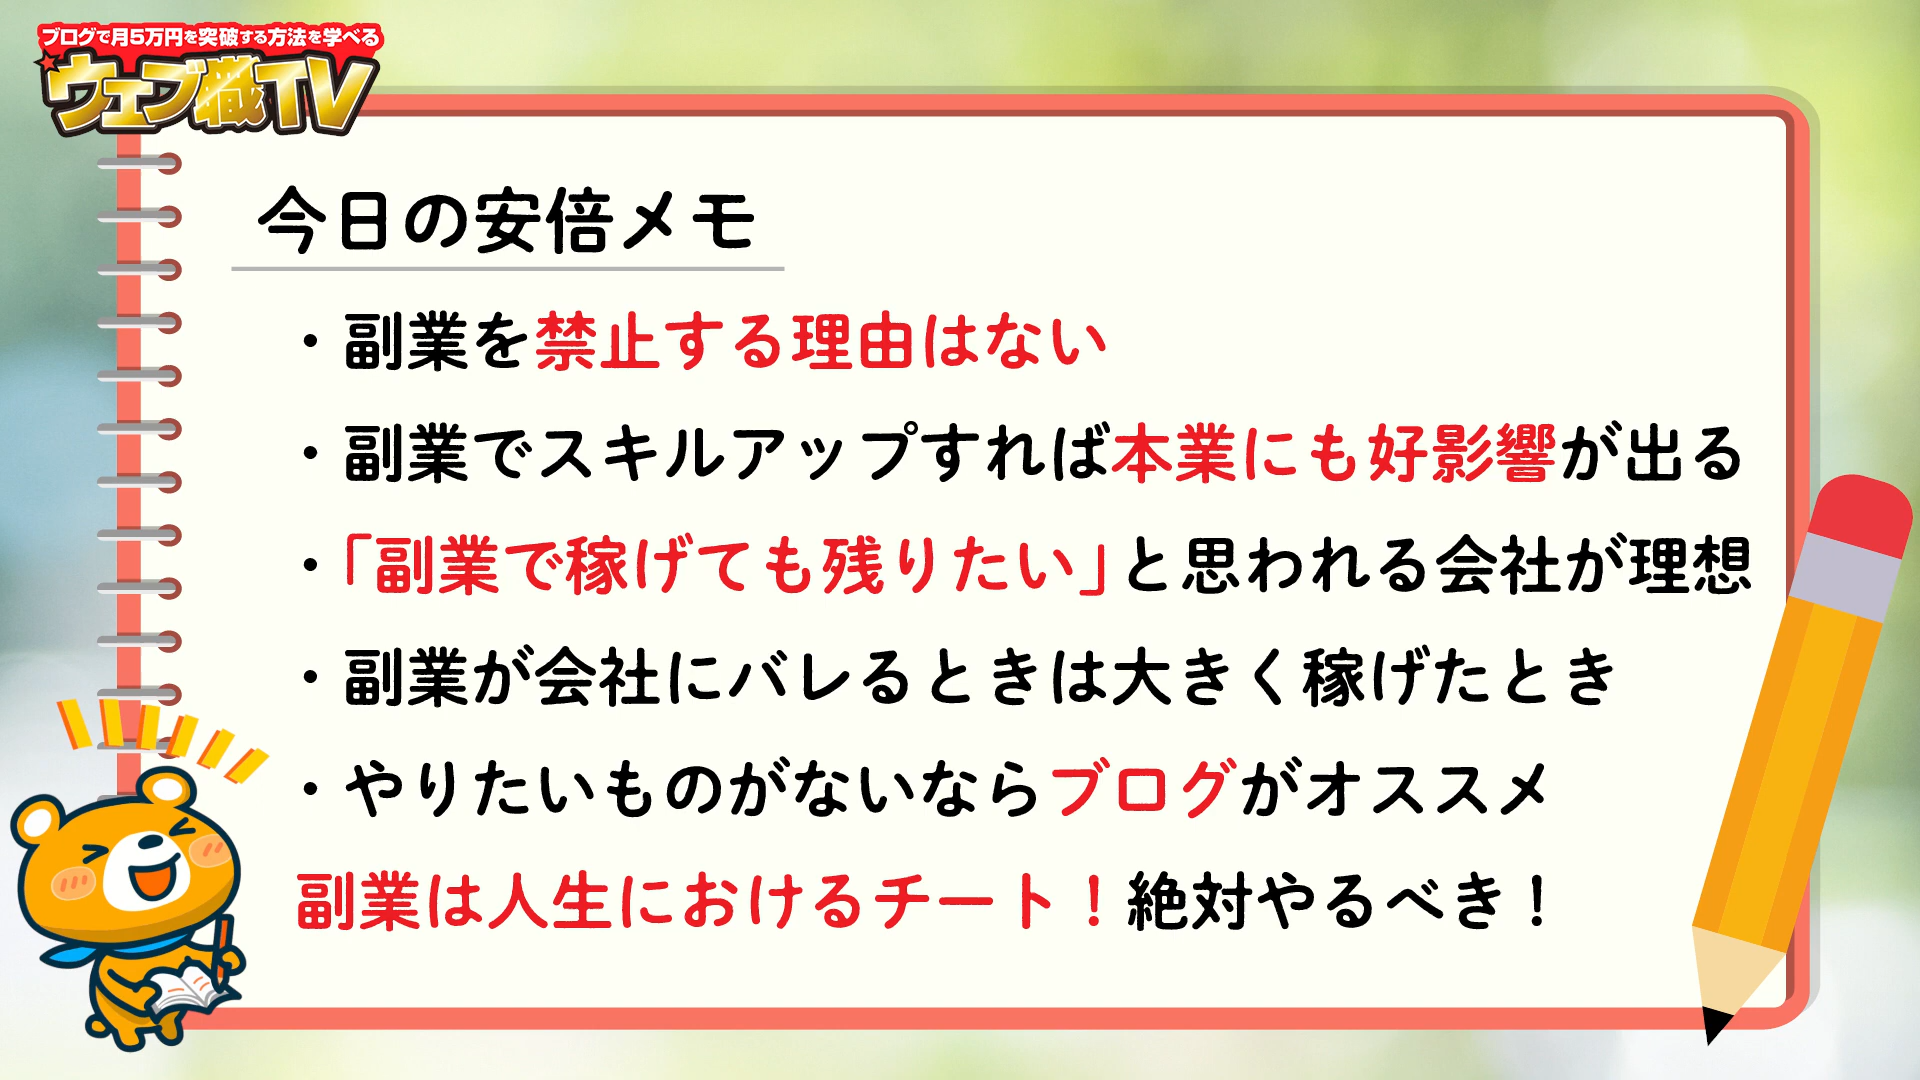 ブログで月5万円を突破する方法を学べる
ウェブ職TV
今日の安倍メモ
・副業を禁止する理由はない
・副業でスキルアップすれば本業にも好影響が出る
・「副業で稼げても残りたい」と思われる会社が理想
・副業が会社にバレるときは大きく稼げたとき
・やりたいものがないならブログがオススメ
副業は人生におけるチート！絶対やるべき！